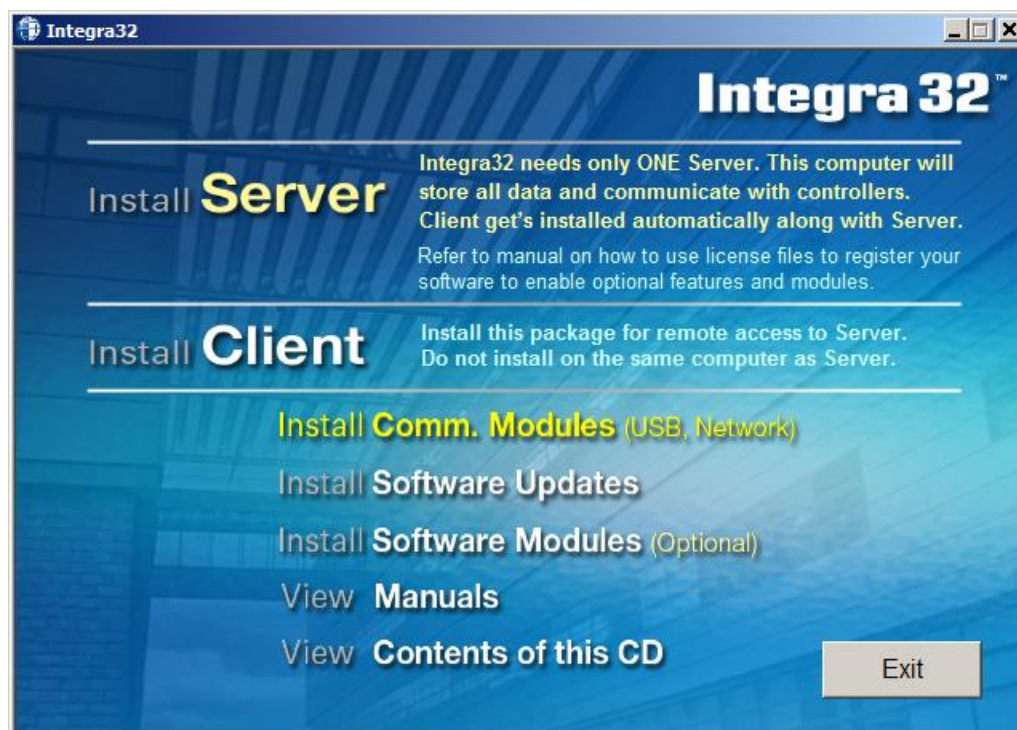 Integra32
Integra 32™
Install Server
Integra32 needs only ONE Server. This computer will
store all data and communicate with controllers.
Client get's installed automatically along with Server.
Refer to manual on how to use license files to register your
software to enable optional features and modules.
Install Client
Install this package for remote access to Server.
Do not install on the same computer as Server.
Install Comm. Modules (USB, Network)
Install Software Updates
Install Software Modules (Optional)
View Manuals
View Contents of this CD
Exit